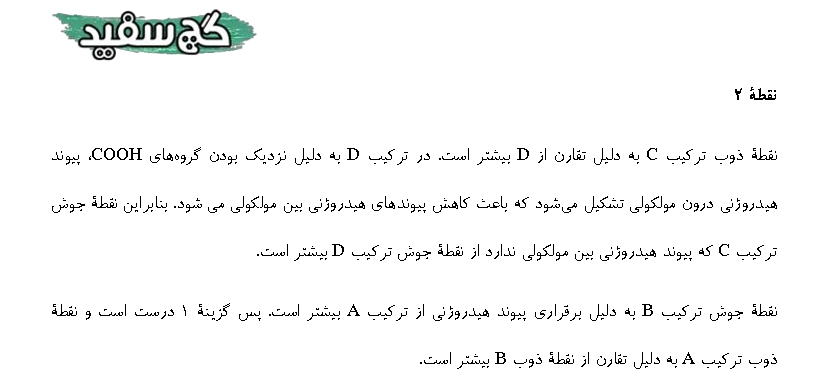 گچ سفید
نقطهٔ ۲
نقطهٔ ذوب ترکیب C به دلیل تقارن از D بیشتر است. در ترکیب D به دلیل نزدیک بودن گروه‌های COOH، پیوند
هیدروژنی درون مولکولی تشکیل می‌شود که باعث کاهش پیوندهای هیدروژنی بین مولکولی می شود. بنابراین نقطهٔ جوش
ترکیب C که پیوند هیدروژنی بین مولکولی ندارد از نقطهٔ جوش ترکیب D بیشتر است.
نقطهٔ جوش ترکیب B به دلیل برقراری پیوند هیدروژنی از ترکیب A بیشتر است. پس گزینهٔ ۱ درست است و نقطهٔ
ذوب ترکیب A به دلیل تقارن از نقطهٔ ذوب B بیشتر است.